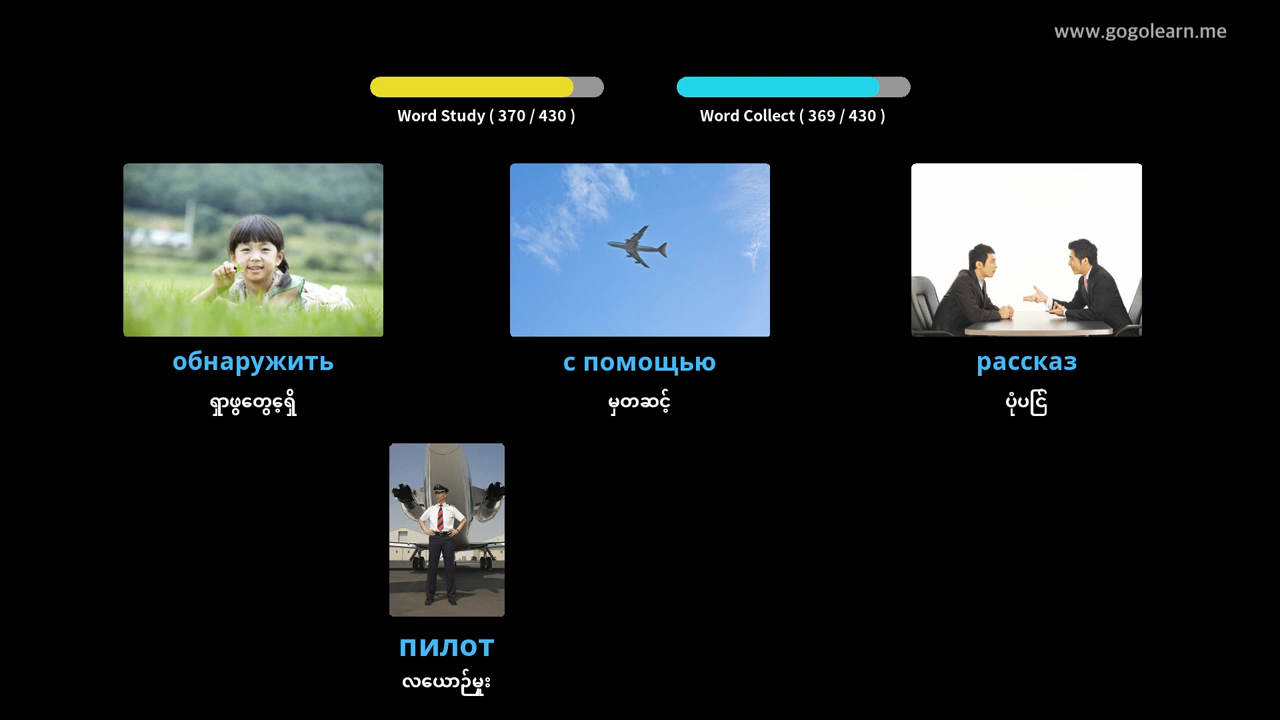 www.gogolearn.me
Word Study ( 370 / 430 )
Word Collect ( 369 / 430 )
обнаружить
с помощью
рассказ
ရှာဖွတွေ့ရှိ
မှတဆင့်
ပုံပြင်
пилот
လယောဉ်မှူး